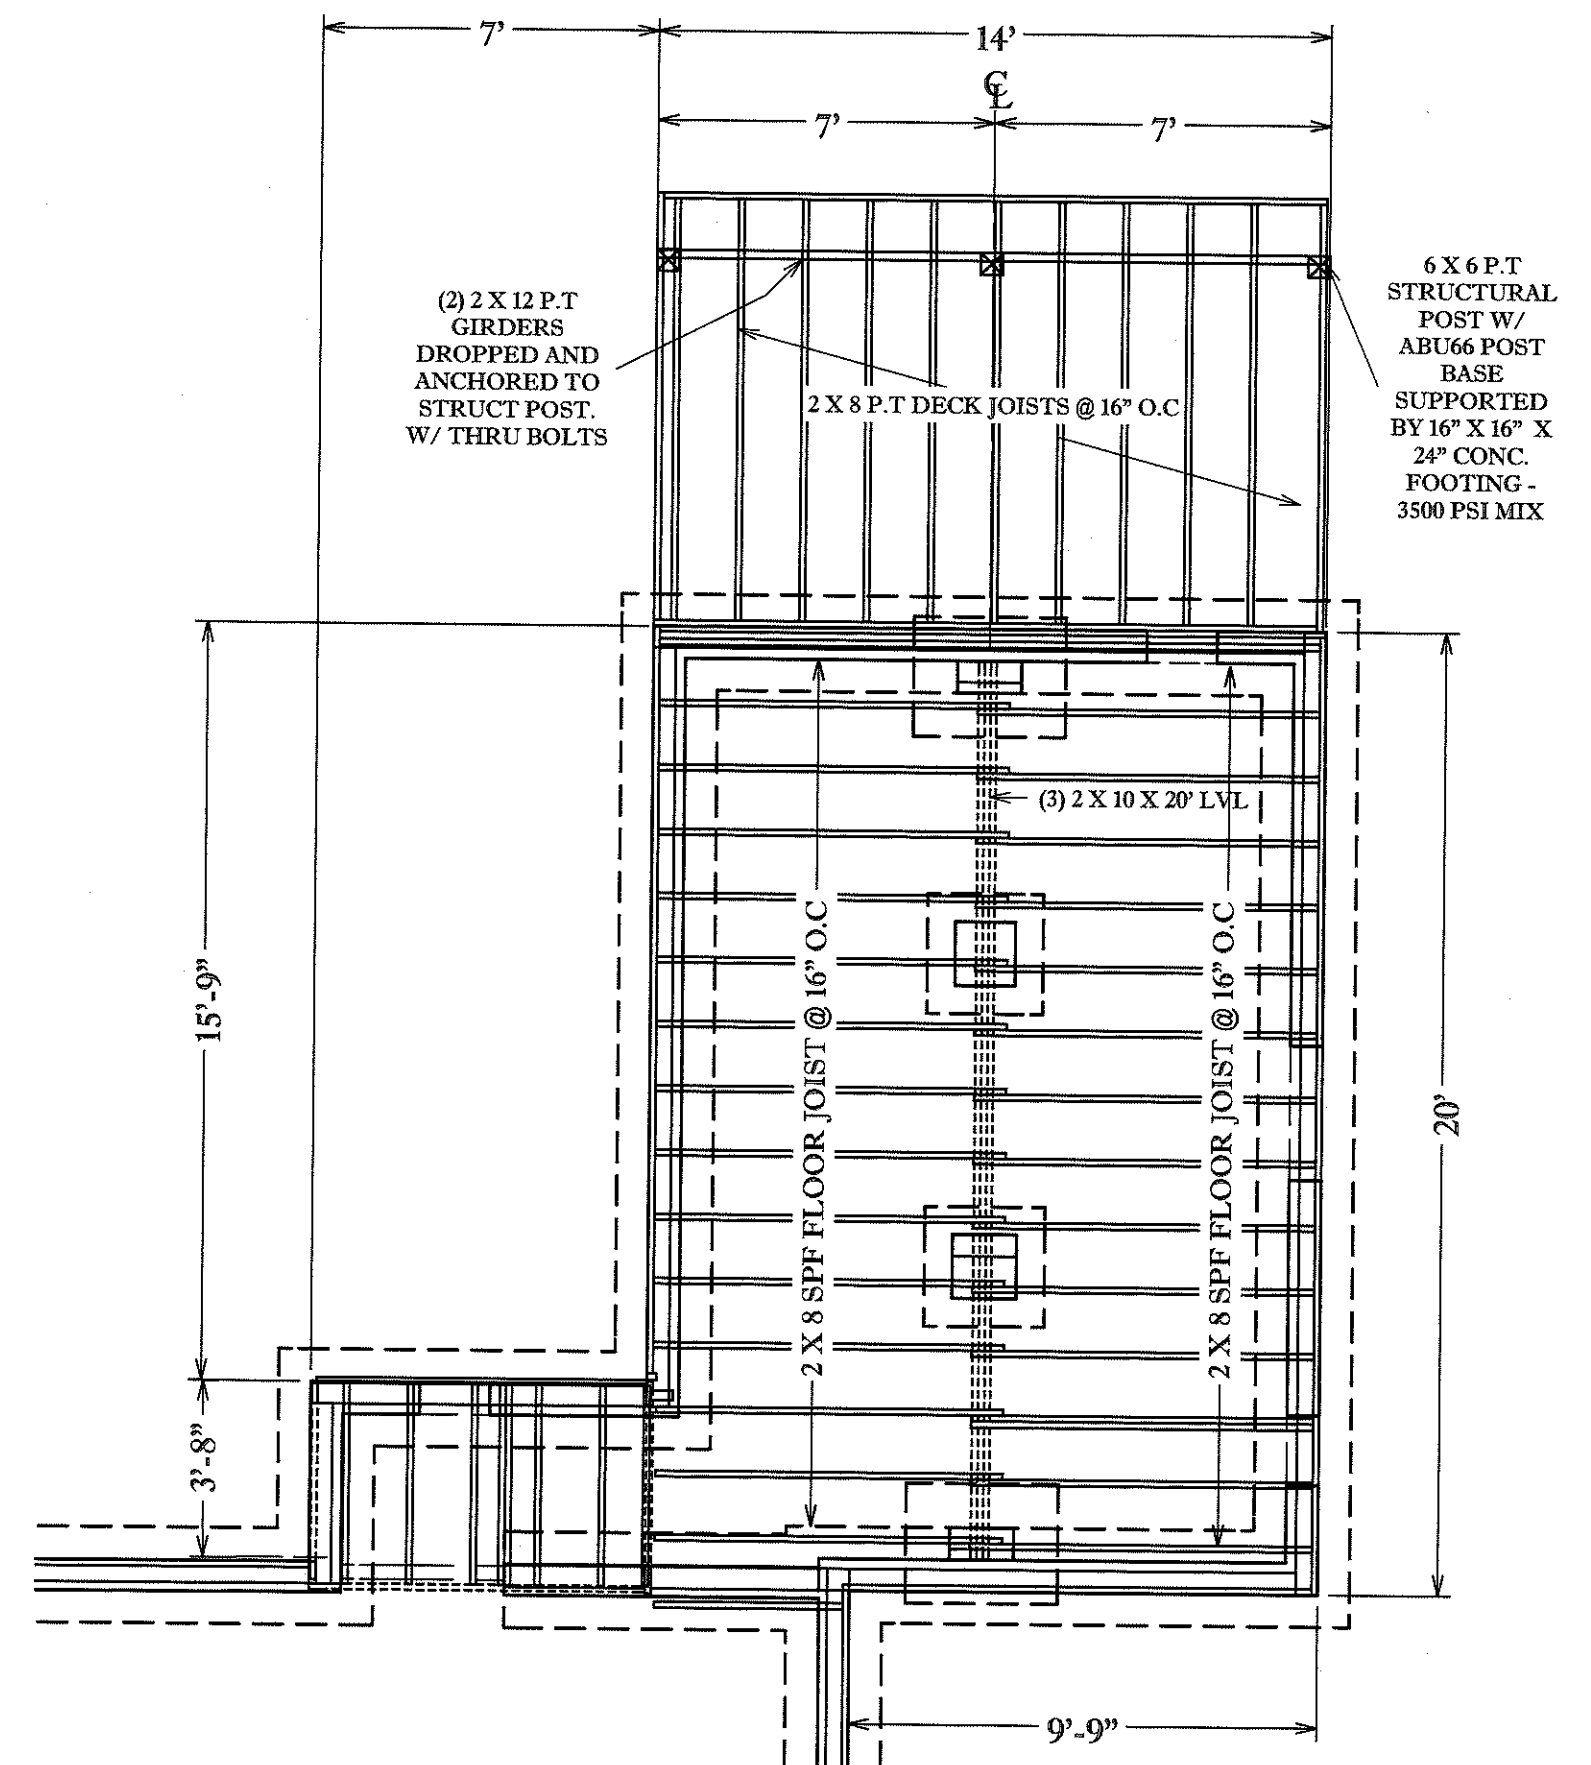 7'
14'
CL
7'
7'
(2) 2 X 12 P.T
GIRDERS
DROPPED AND
ANCHORED TO
STRUCT POST.
W/ THRU BOLTS
2 X 8 P.T DECK JOISTS @ 16" O.C
6 X 6 P.T
STRUCTURAL
POST W/
ABU66 POST
BASE
SUPPORTED
BY 16" X 16" X
24" CONC.
FOOTING -
3500 PSI MIX
(3) 2 X 10 X 20' LVL
2 X 8 SPF FLOOR JOIST @ 16" O.C
2 X 8 SPF FLOOR JOIST @ 16" O.C
15'-9"
3'-8"
20'
9'-9"